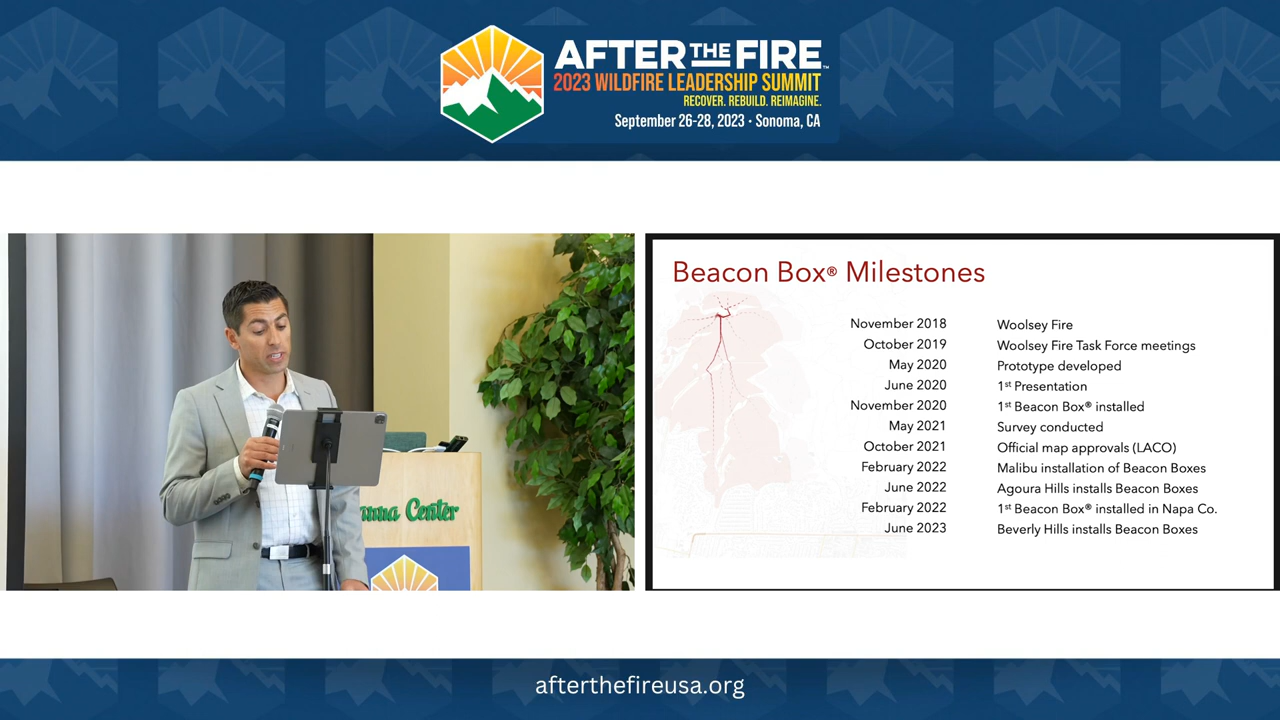 AFTER THE FIRE™
2023 WILDFIRE LEADERSHIP SUMMIT
RECOVER. REBUILD. REIMAGINE.
September 26-28, 2023 • Sonoma, CA
Center
Beacon Box® Milestones
November 2018 Woolsey Fire
October 2019 Woolsey Fire Task Force meetings
May 2020 Prototype developed
June 2020 1st Presentation
November 2020 1st Beacon Box® installed
May 2021 Survey conducted
October 2021 Official map approvals (LACO)
February 2022 Malibu installation of Beacon Boxes
June 2022 Agoura Hills installs Beacon Boxes
February 2022 1st Beacon Box® installed in Napa Co.
June 2023 Beverly Hills installs Beacon Boxes
afterthefireusa.org